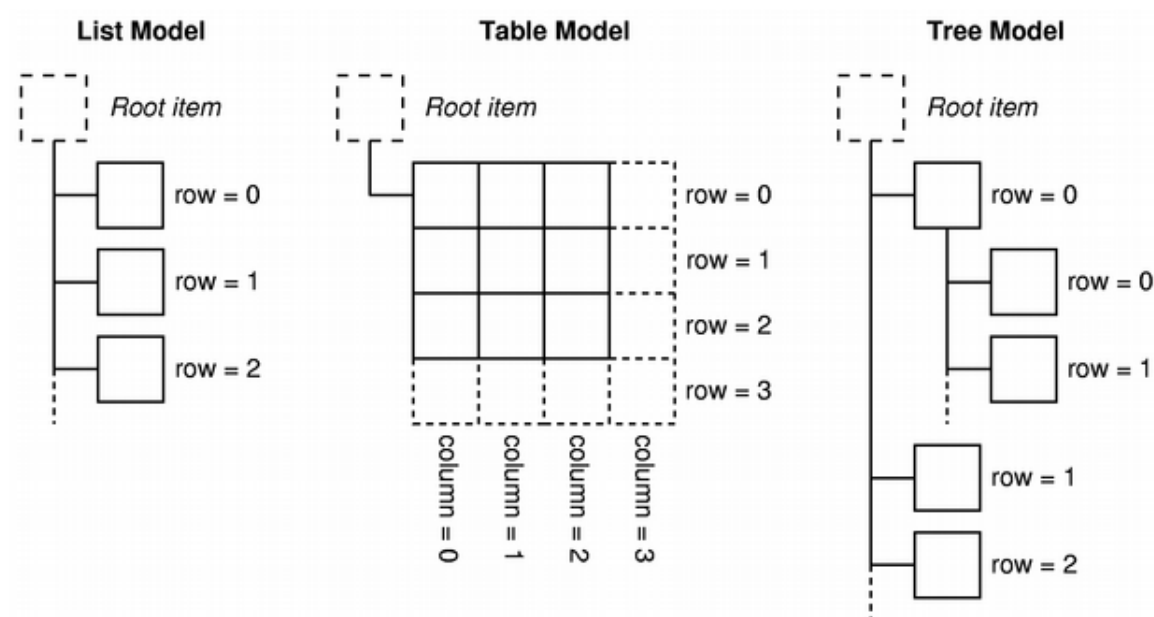 List Model
Root item
row = 0
row = 1
row = 2
Table Model
Root item
row = 0
row = 1
row = 2
row = 3
column = 0
column = 1
column = 2
column = 3
Tree Model
Root item
row = 0
row = 0
row = 1
row = 1
row = 2